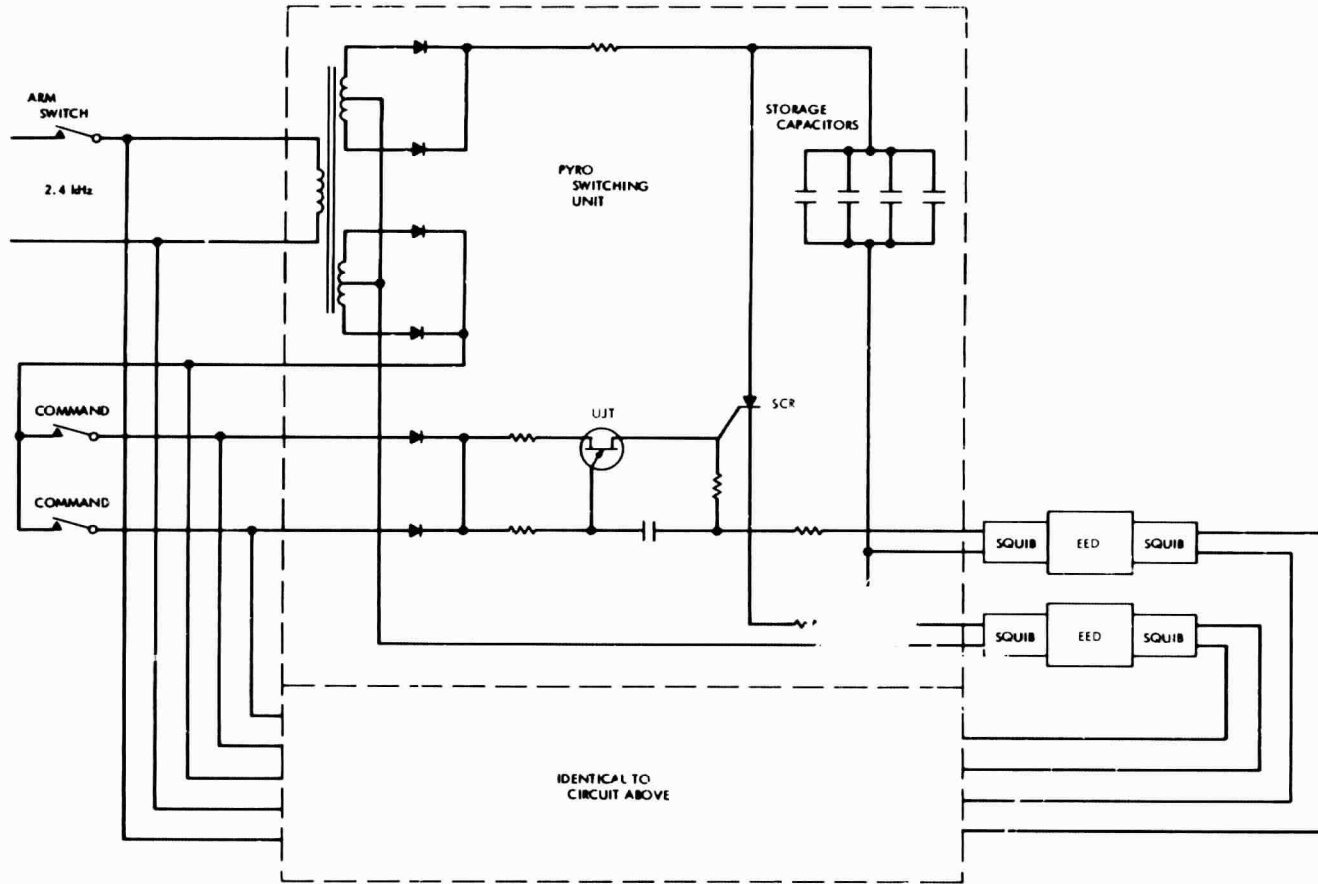 ARM
SWITCH
2.4 kHz
STORAGE
CAPACITORS
PYRO
SWITCHING
UNIT
COMMAND
UJT
SCR
COMMAND
SQUIB
EED
SQUIB
SQUIB
EED
SQUIB
IDENTICAL TO
CIRCUIT ABOVE